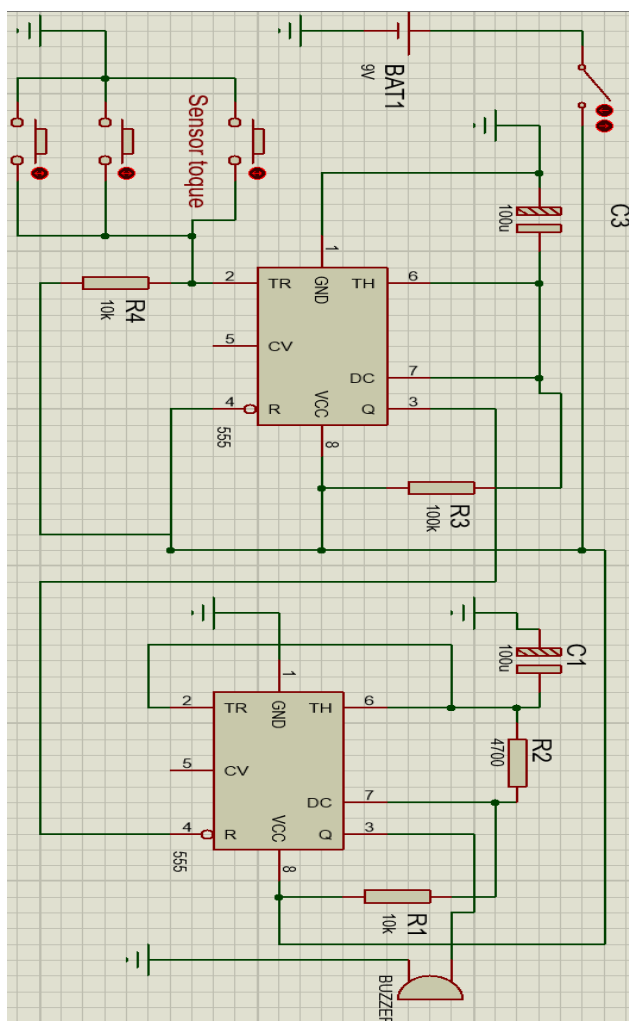 BAT1
9V
Sensor toque
C3
100u
1
GND
2
TR
TH
6
R4
10k
5
CV
DC
7
4
R
VCC
Q
3
555
8
R3
100k
C1
100u
1
GND
2
TR
TH
6
R2
4700
5
CV
DC
7
4
R
VCC
Q
3
555
8
R1
10k
BUZZER